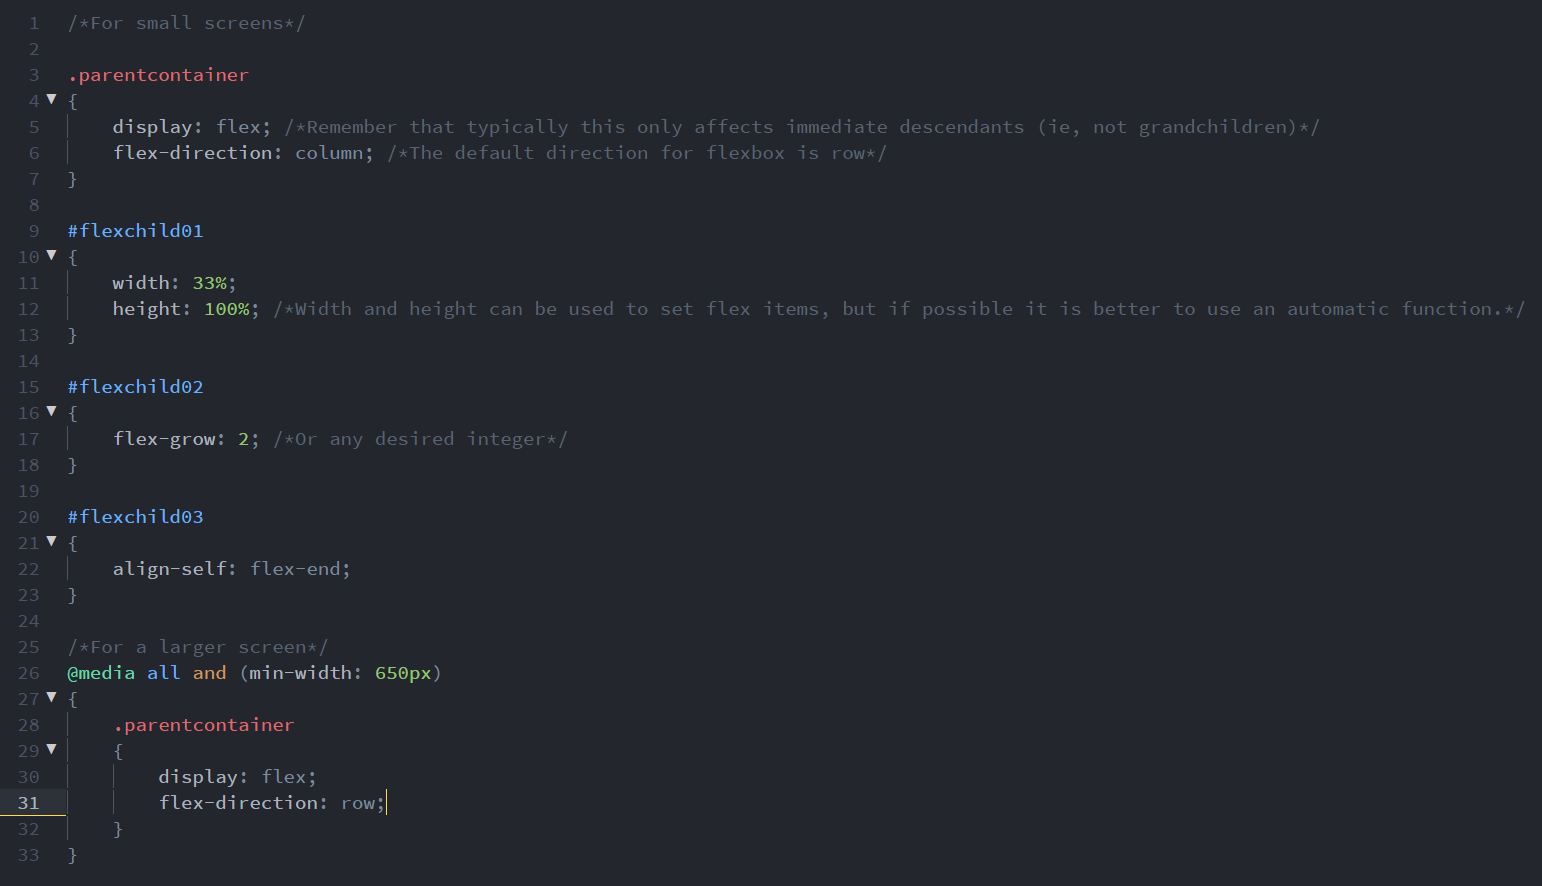 1 /*For small screens*/
2
3 .parentcontainer
4 ▼ {
5 display: flex; /*Remember that typically this only affects immediate descendants (ie, not grandchildren)*/
6 flex-direction: column; /*The default direction for flexbox is row*/
7 }
8
9 #flexchild01
10 ▼ {
11 width: 33%;
12 height: 100%; /*Width and height can be used to set flex items, but if possible it is better to use an automatic function.*/
13 }
14
15 #flexchild02
16 ▼ {
17 flex-grow: 2; /*Or any desired integer*/
18 }
19
20 #flexchild03
21 ▼ {
22 align-self: flex-end;
23 }
24
25 /*For a larger screen*/
26 @media all and (min-width: 650px)
27 ▼ {
28 .parentcontainer
29 ▼ {
30 display: flex;
31 flex-direction: row;
32 }
33 }